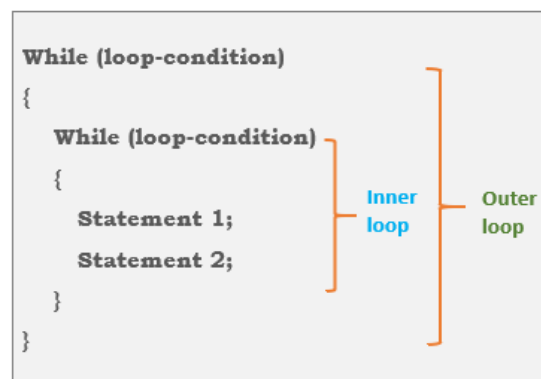 While (loop-condition)
{
While (loop-condition)
{
Statement 1;
Statement 2;
}
}
Inner
loop
Outer
loop